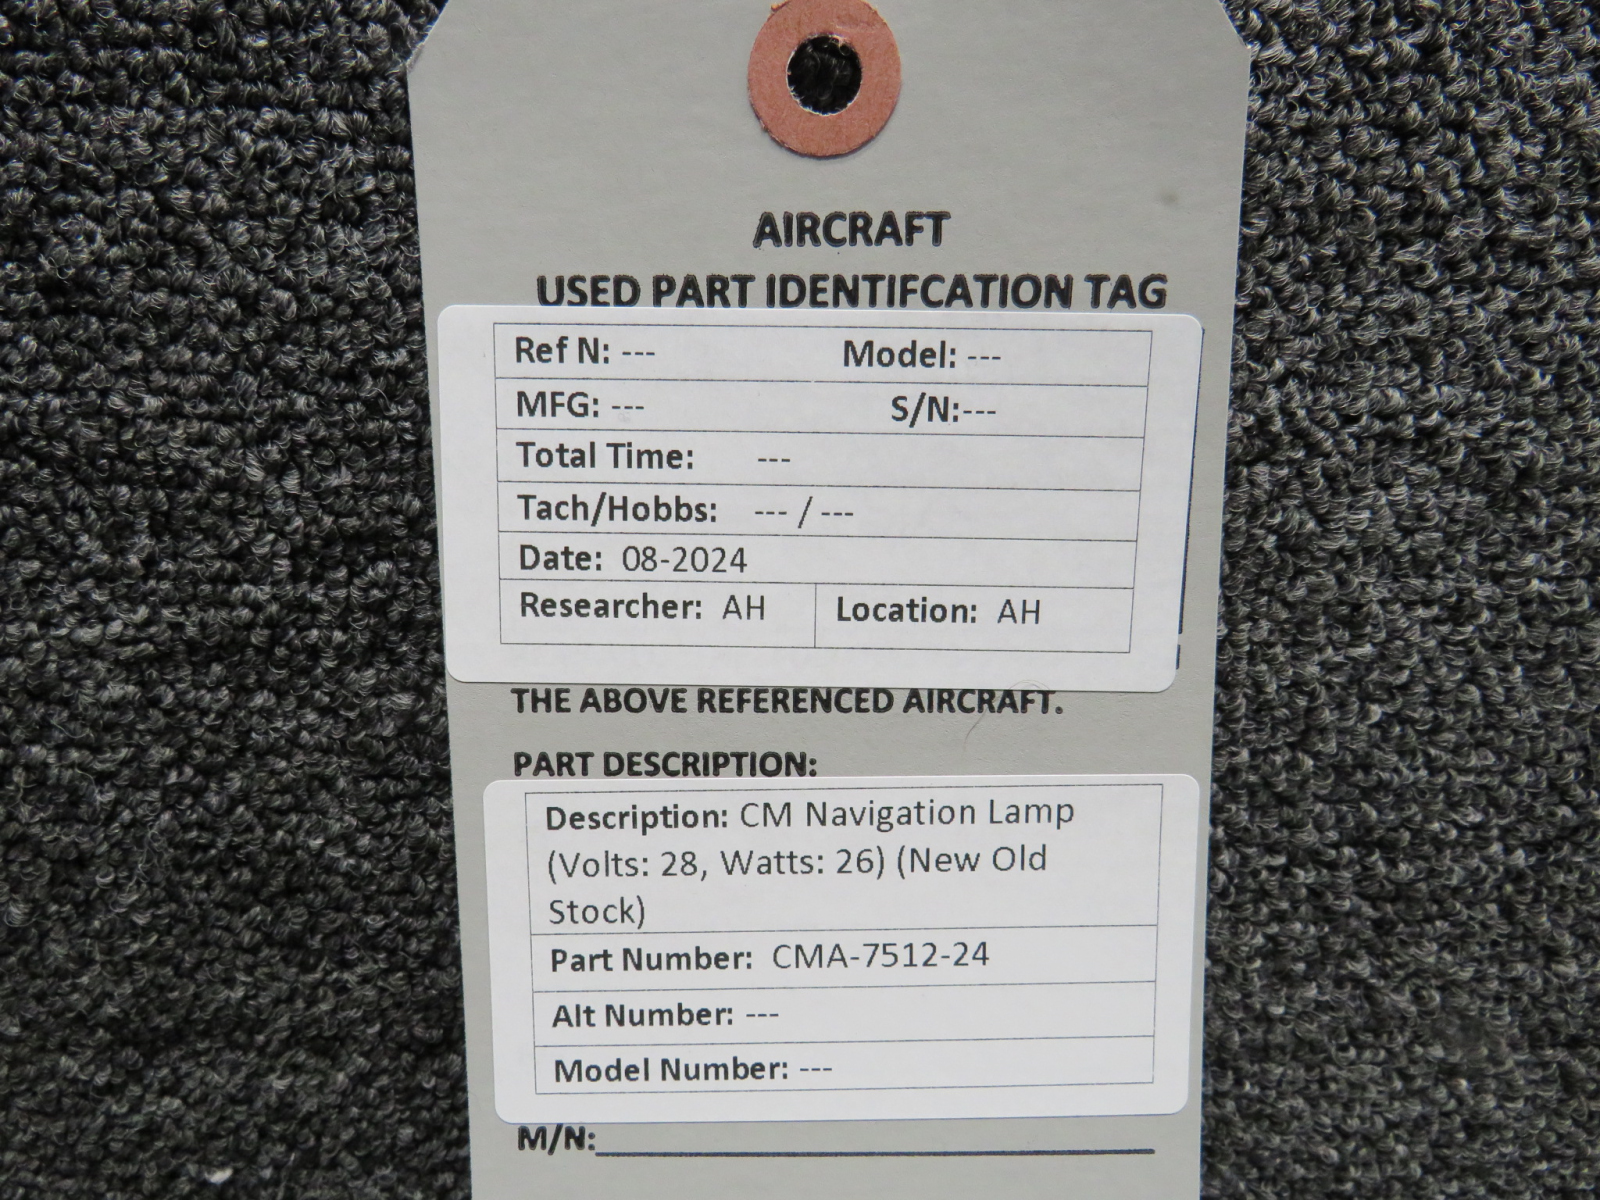 AIRCRAFT
USED PART IDENTIFCATION TAG
Ref N: --- Model: ---
MFG: --- S/N:---
Total Time: ---
Tach/Hobbs: --- / ---
Date: 08-2024
Researcher: AH Location: AH
THE ABOVE REFERENCED AIRCRAFT.
PART DESCRIPTION:
Description: CM Navigation Lamp
(Volts: 28, Watts: 26) (New Old
Stock)
Part Number: CMA-7512-24
Alt Number: ---
Model Number: ---
M/N: